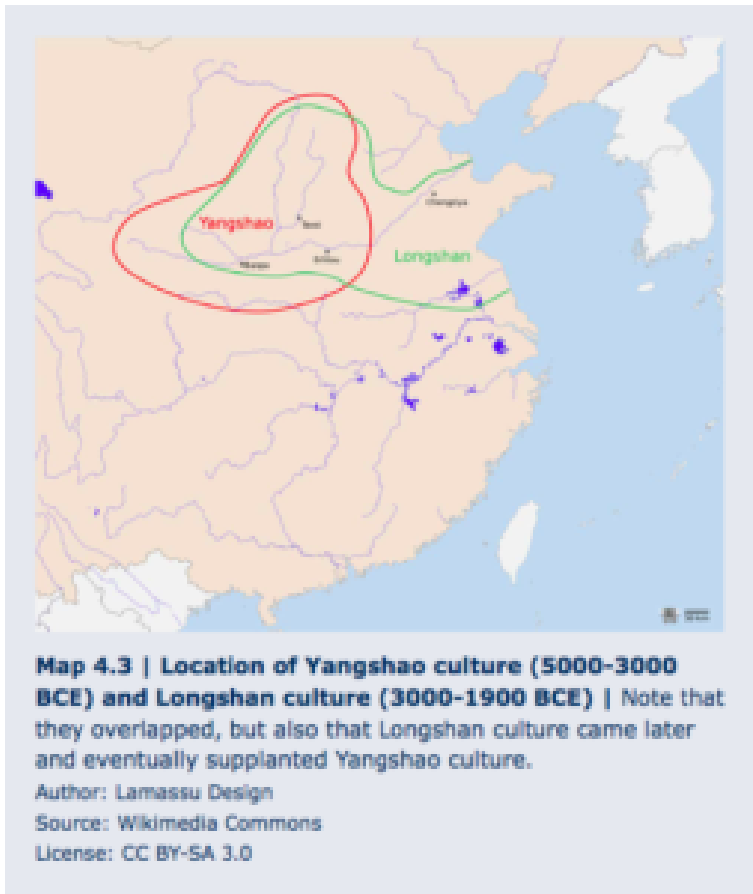 Yangshao
Longshan
Map 4.3 | Location of Yangshao culture (5000-3000
BCE) and Longshan culture (3000-1900 BCE) | Note that
they overlapped, but also that Longshan culture came later
and eventually supplanted Yangshao culture.
Author: Lamassu Design
Source: Wikimedia Commons
License: CC BY-SA 3.0